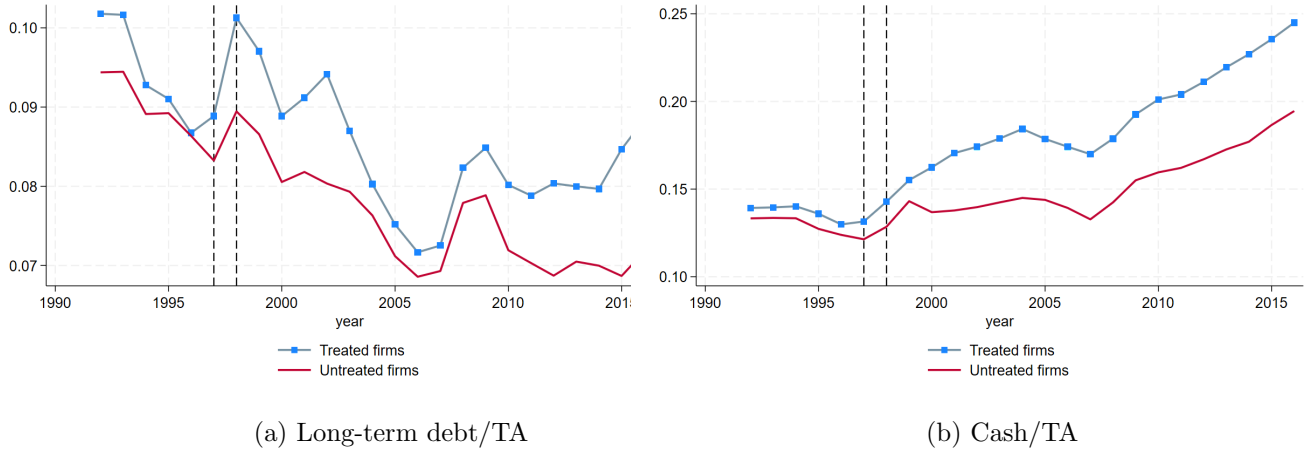 0.10
0.09
0.08
0.07
1990 1995 2000 2005 2010 201
year
Treated firms
Untreated firms
(a) Long-term debt/TA
0.25
0.20
0.15
0.10
1990 1995 2000 2005 2010 2015
year
Treated firms
Untreated firms
(b) Cash/TA